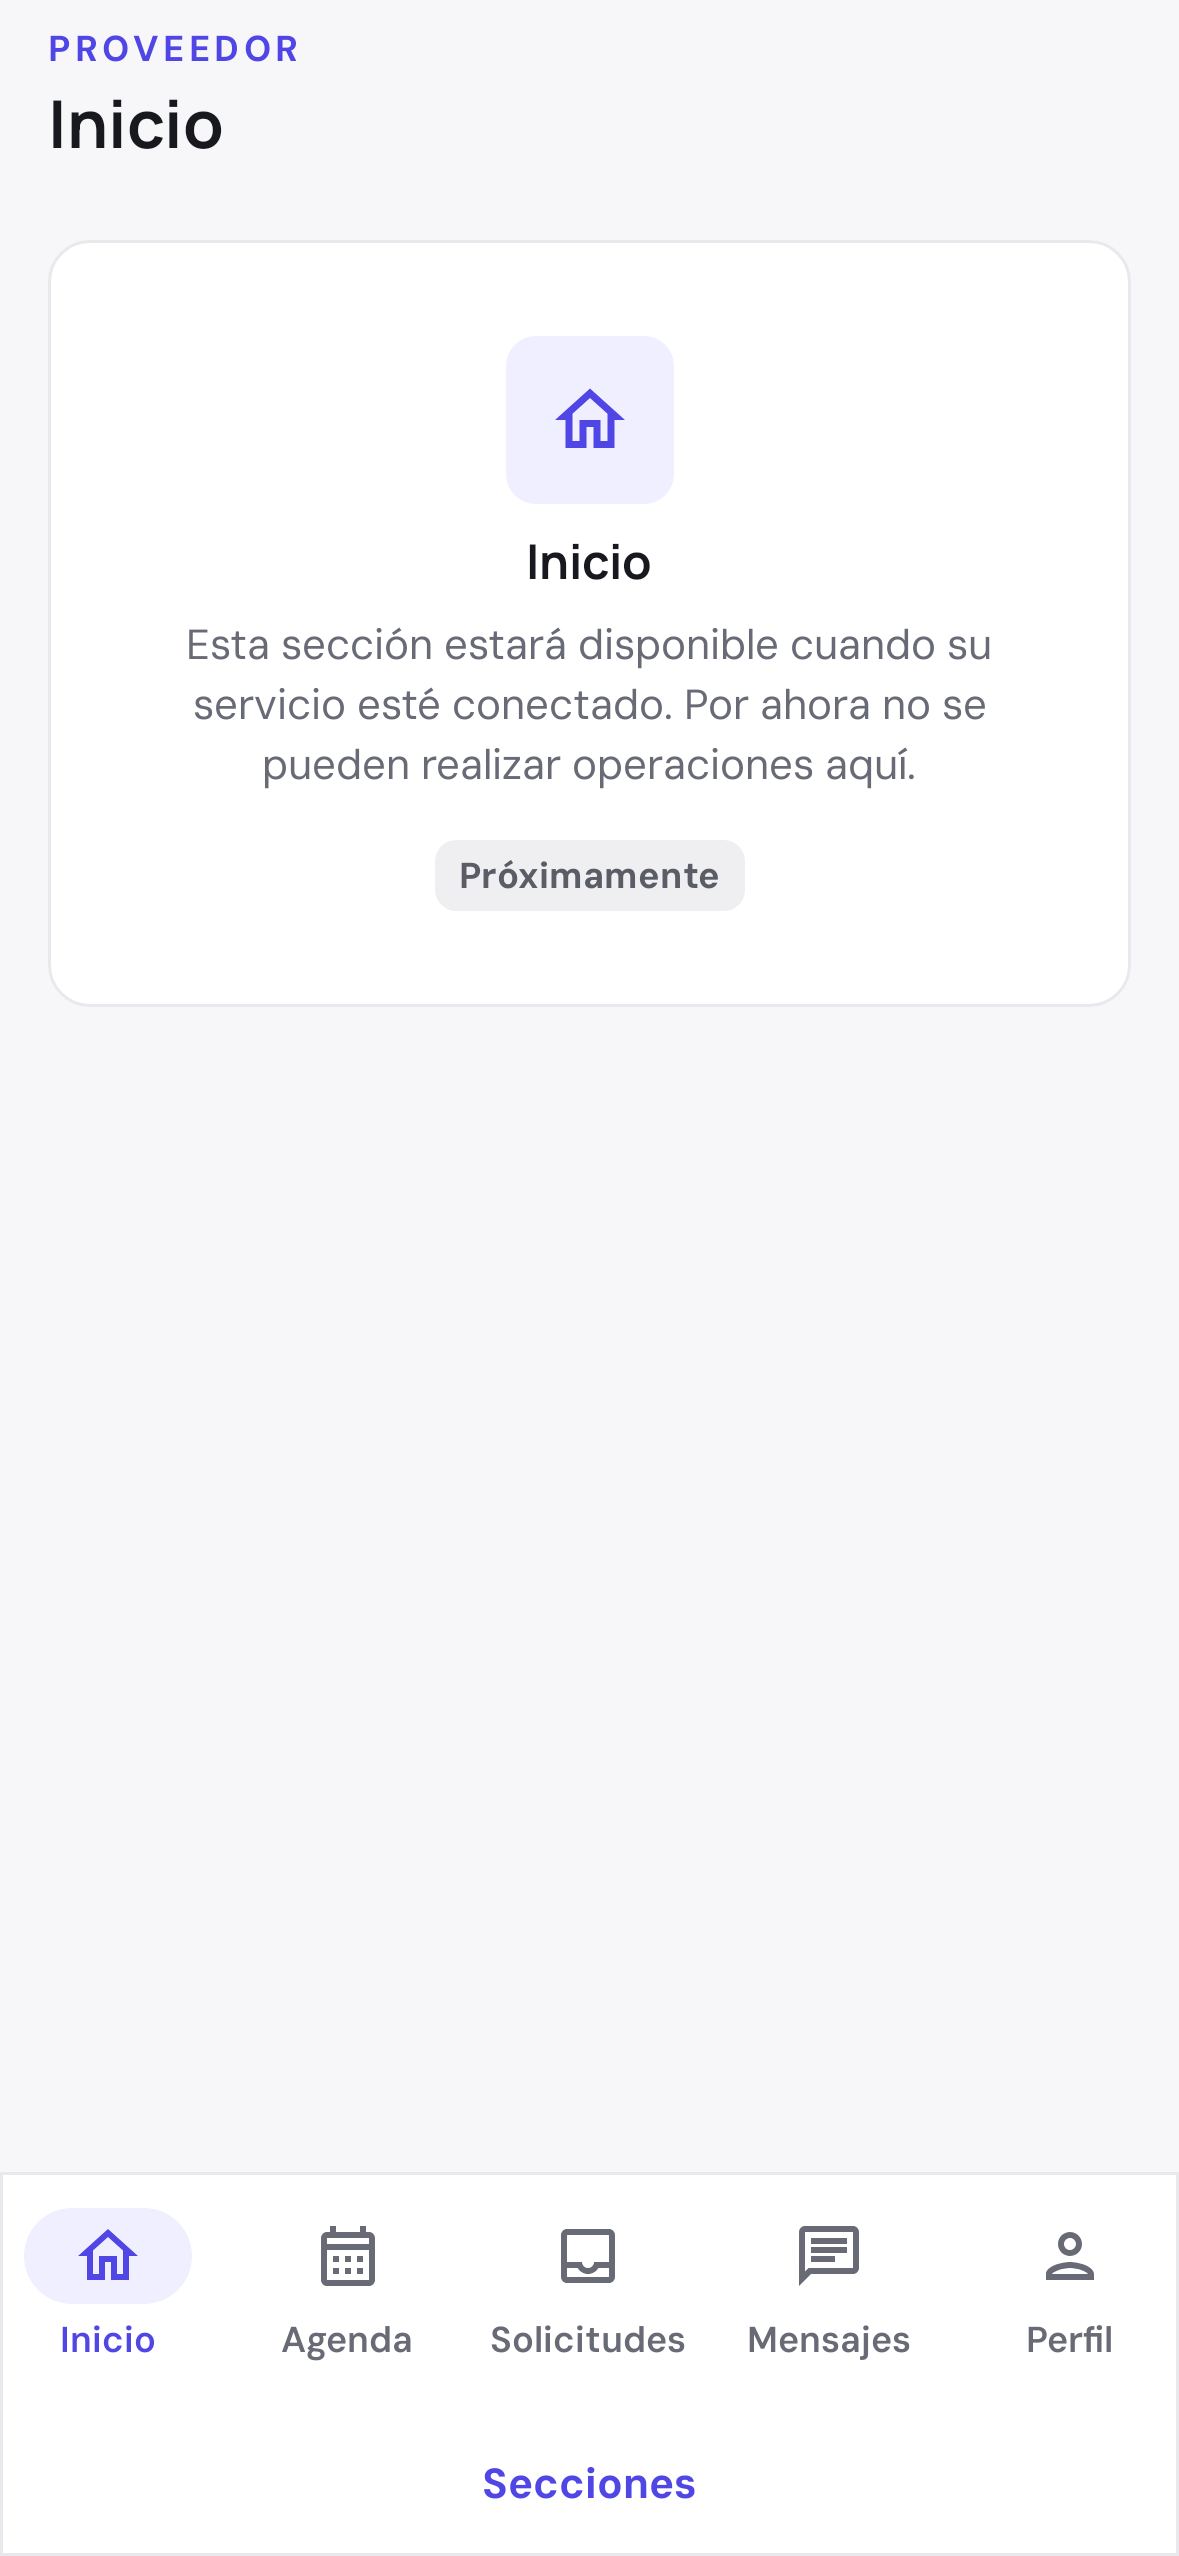 PROVEEDOR
Inicio
Inicio
Esta sección estará disponible cuando su
servicio esté conectado. Por ahora no se
pueden realizar operaciones aquí.
Próximamente
Inicio
Agenda
Solicitudes
Mensajes
Perfil
Secciones